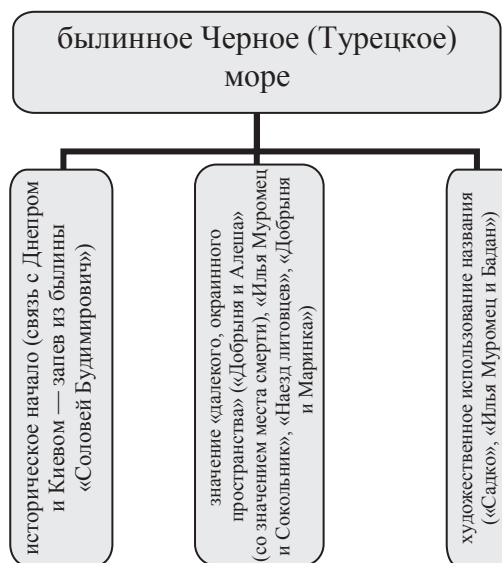 былинное Черное (Турецкое)
море
историческое начало (связь с Днепром
и Киевом — запев из былины
«Соловей Будимирович»)
значение «далекого, окраинного
пространства» («Добрыня и Алеша»
(со значением места смерти), «Илья Муромец
и Сокольник», «Наезд литовцев», «Добрыня
и Маринка»)
художественное использование названия
(«Садко», «Илья Муромец и Бадан»)